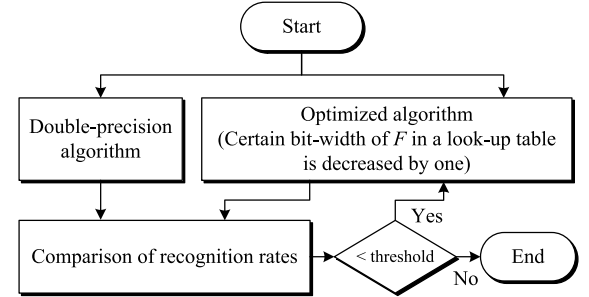 Start
Double-precision
algorithm
Optimized algorithm
(Certain bit-width of F in a look-up table
is decreased by one)
Comparison of recognition rates
< threshold
Yes
No
End